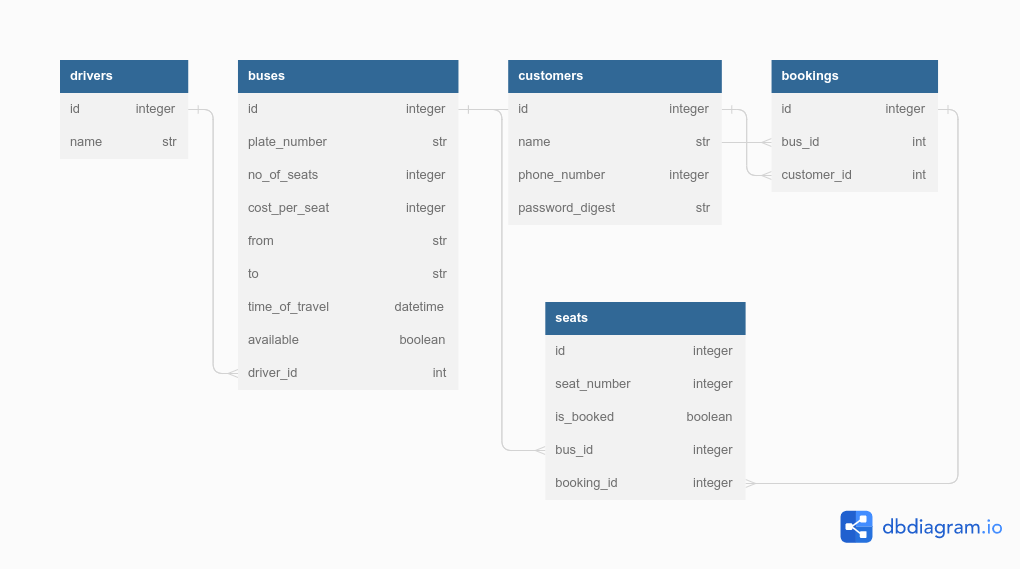 drivers
id integer
name str
buses
id integer
plate_number str
no_of_seats integer
cost_per_seat integer
from str
to str
time_of_travel datetime
available boolean
driver_id int
customers
id integer
name str
phone_number integer
password_digest str
bookings
id integer
bus_id int
customer_id int
seats
id integer
seat_number integer
is_booked boolean
bus_id integer
booking_id integer
dbdiagram.io